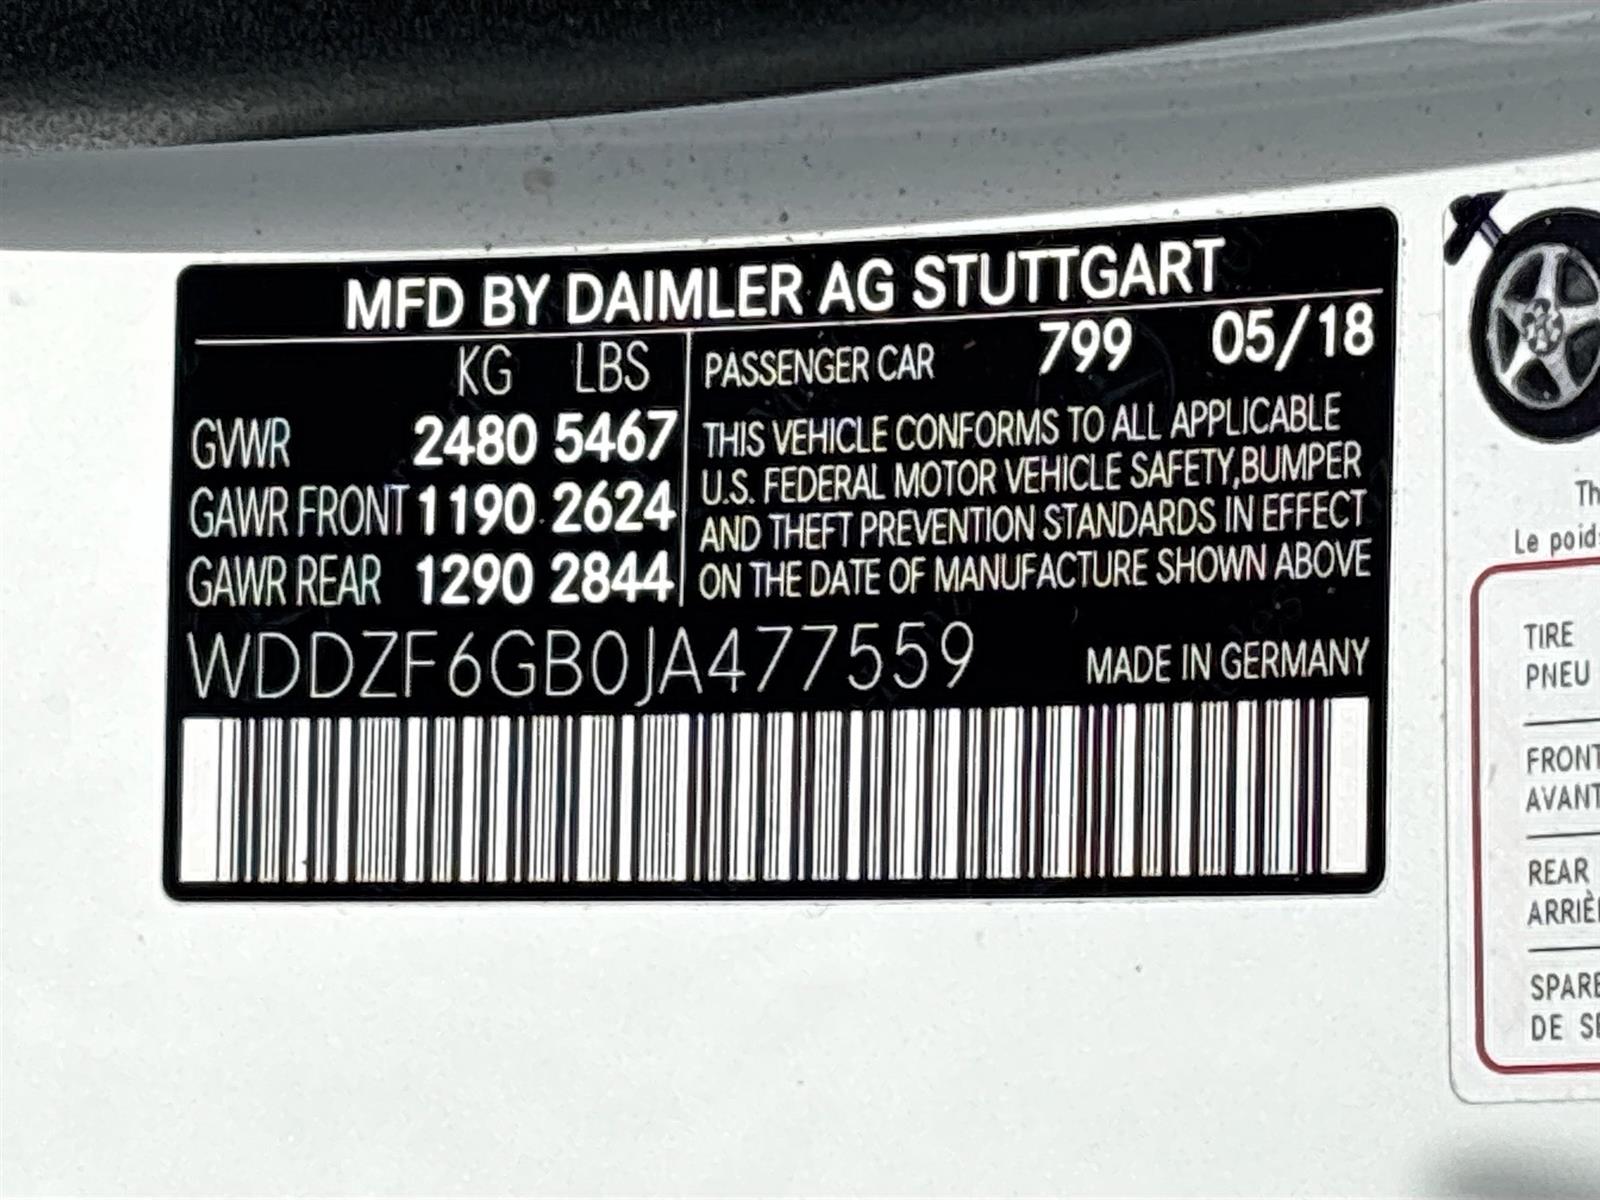 MFD BY DAIMLER AG STUTTGART
KG LBS
GVWR 2480 5467
GAWR FRONT 1190 2624
GAWR REAR 1290 2844
PASSENGER CAR 799 05/18
THIS VEHICLE CONFORMS TO ALL APPLICABLE
U.S. FEDERAL MOTOR VEHICLE SAFETY,BUMPER
AND THEFT PREVENTION STANDARDS IN EFFECT
ON THE DATE OF MANUFACTURE SHOWN ABOVE
WDDZF6GB0JA477559
MADE IN GERMANY
Th
Le poids
TIRE
PNEU
FRONT
AVANT
REAR
ARRIÈ
SPARE
DE SE